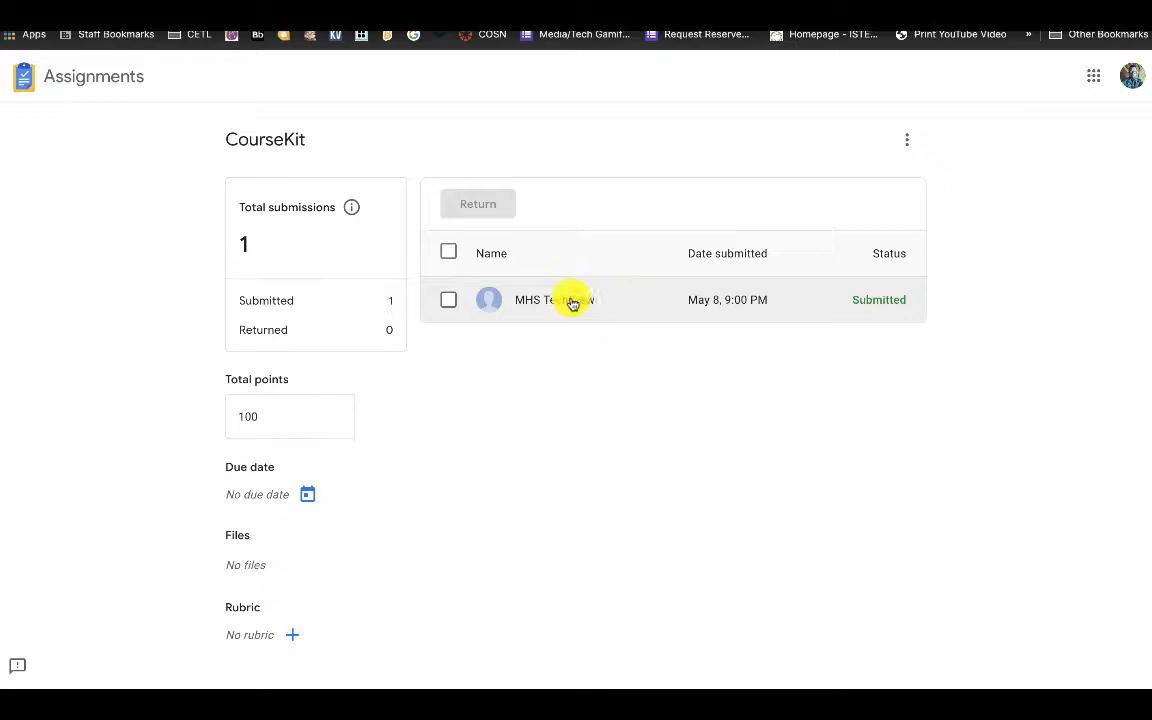 Apps Staff Bookmarks CETL Bb KV COSN Media/Tech Gamif... Request Reserve... Homepage - ISTE... Print YouTube Video » Other Bookmarks
Assignments
CourseKit
Total submissions
1
Submitted 1
Returned 0
Return
Name Date submitted Status
MHS May 8, 9:00 PM Submitted
Total points
100
Due date
No due date
Files
No files
Rubric
No rubric +